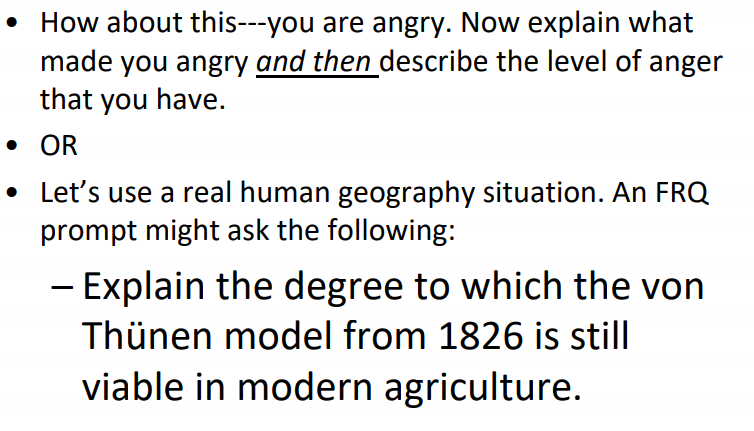 • How about this---you are angry. Now explain what
made you angry and then describe the level of anger
that you have.
• OR
• Let’s use a real human geography situation. An FRQ
prompt might ask the following:
– Explain the degree to which the von
Thünen model from 1826 is still
viable in modern agriculture.